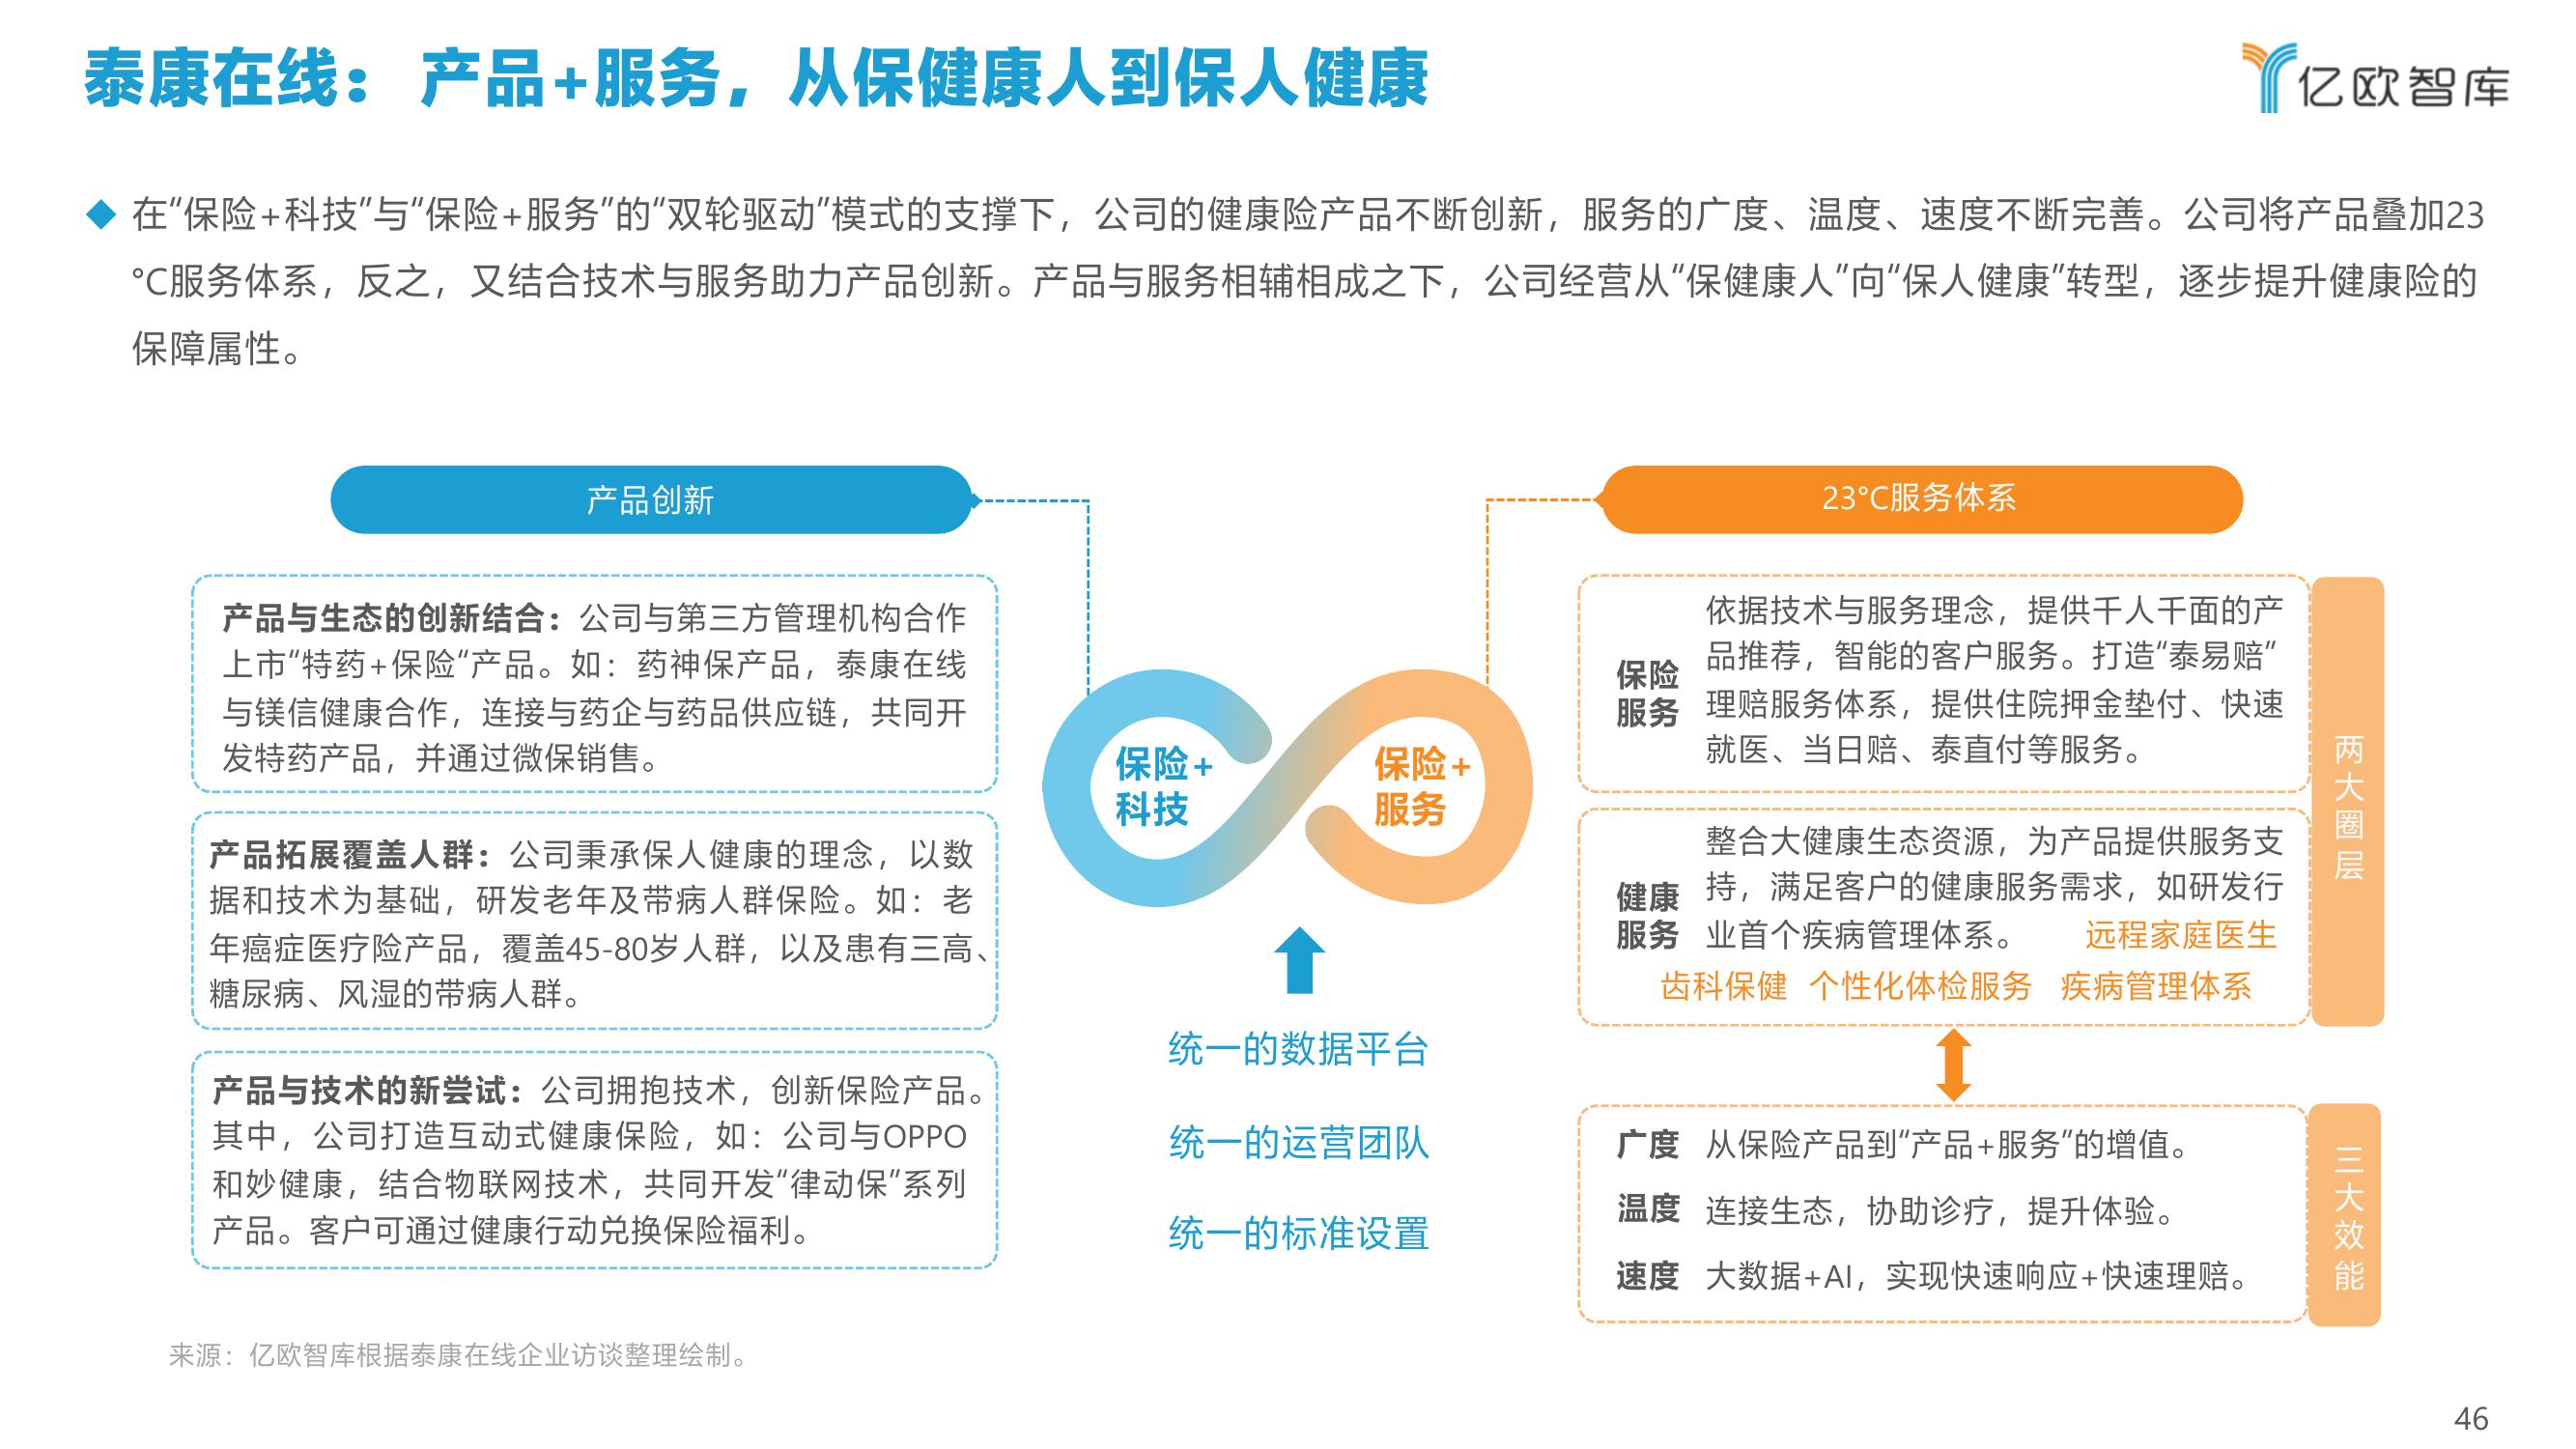 泰康在线：产品+服务，从保健康人到保人健康
亿欧智库
在“保险+科技”与“保险+服务”的“双轮驱动”模式的支撑下，公司的健康险产品不断创新，服务的广度、温度、速度不断完善。公司将产品叠加23
°C服务体系，反之，又结合技术与服务助力产品创新。产品与服务相辅相成之下，公司经营从“保健康人”向“保人健康”转型，逐步提升健康险的
保障属性。
产品创新
产品与生态的创新结合：公司与第三方管理机构合作
上市“特药+保险“产品。如：药神保产品，泰康在线
与镁信健康合作，连接与药企与药品供应链，共同开
发特药产品，并通过微保销售。
产品拓展覆盖人群：公司秉承保人健康的理念，以数
据和技术为基础，研发老年及带病人群保险。如：老
年癌症医疗险产品，覆盖45-80岁人群，以及患有三高、
糖尿病、风湿的带病人群。
产品与技术的新尝试：公司拥抱技术，创新保险产品。
其中，公司打造互动式健康保险，如：公司与OPPO
和妙健康，结合物联网技术，共同开发“律动保”系列
产品。客户可通过健康行动兑换保险福利。
保险+
科技
保险+
服务
统一的数据平台
统一的运营团队
统一的标准设置
23°C服务体系
保险
服务
依据技术与服务理念，提供千人千面的产
品推荐，智能的客户服务。打造“泰易赔”
理赔服务体系，提供住院押金垫付、快速
就医、当日赔、泰直付等服务。
健康
服务
整合大健康生态资源，为产品提供服务支
持，满足客户的健康服务需求，如研发行
业首个疾病管理体系。 远程家庭医生
齿科保健 个性化体检服务 疾病管理体系
两大圈层
广度 从保险产品到“产品+服务”的增值。
温度 连接生态，协助诊疗，提升体验。
速度 大数据+AI，实现快速响应+快速理赔。
三大效能
来源：亿欧智库根据泰康在线企业访谈整理绘制。
46